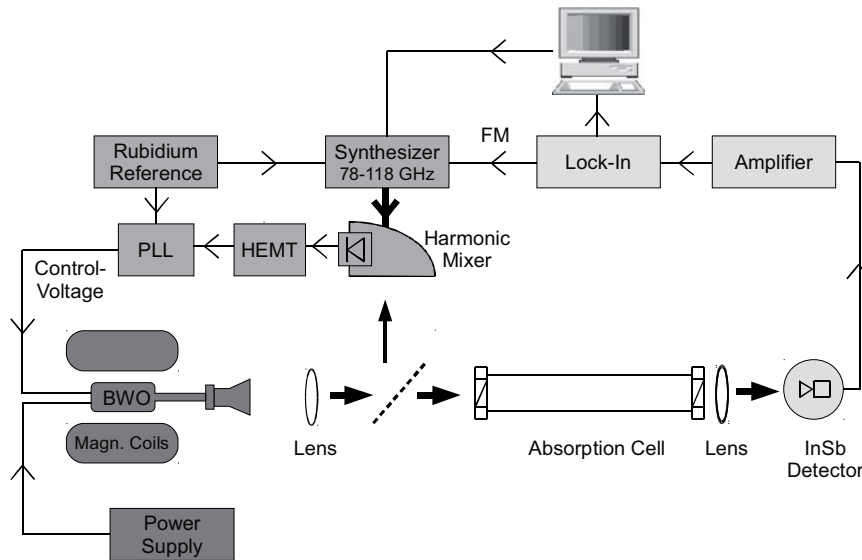 FM
Rubidium
Reference
Synthesizer
78-118 GHz
Lock-In
Amplifier
PLL
HEMT
Harmonic
Mixer
Control-
Voltage
BWO
Magn. Coils
Lens
Absorption Cell
Lens
InSb
Detector
Power
Supply